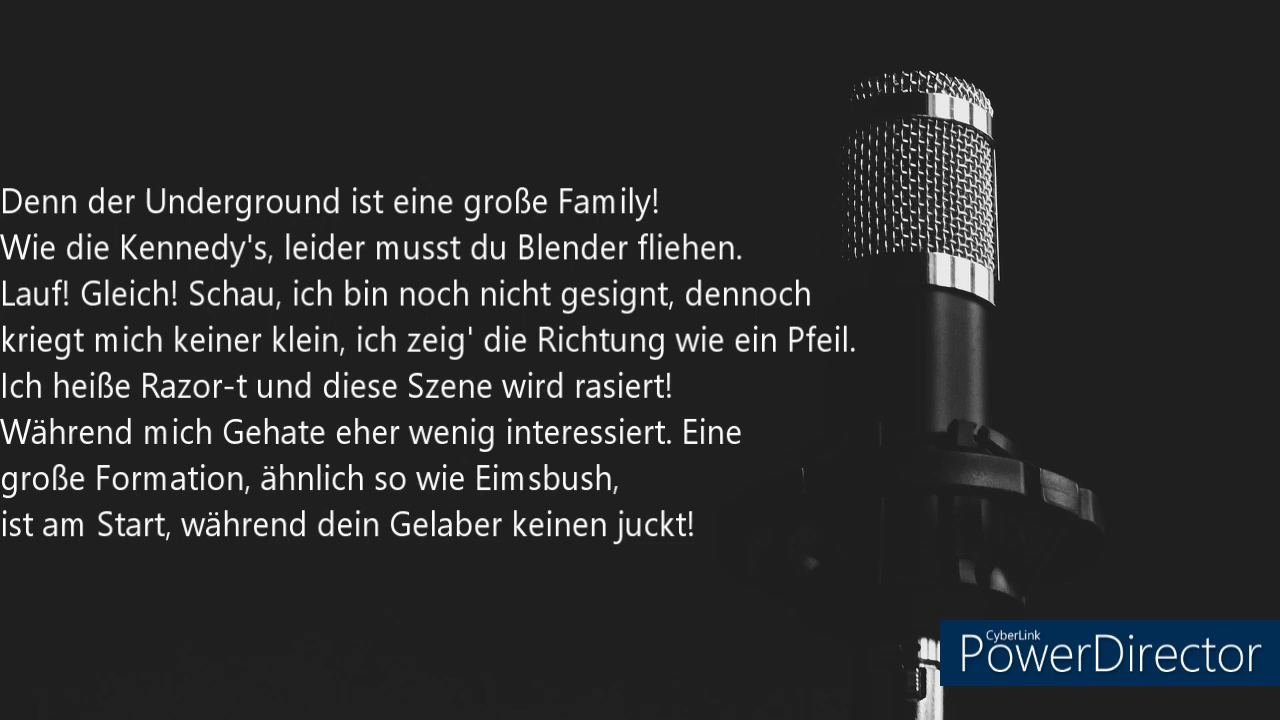 Denn der Underground ist eine große Family!
Wie die Kennedy's, leider musst du Blender fliehen.
Lauf! Gleich! Schau, ich bin noch nicht gesignt, dennoch
kriegt mich keiner klein, ich zeig' die Richtung wie ein Pfeil.
Ich heiße Razor-t und diese Szene wird rasiert!
Während mich Gehate eher wenig interessiert. Eine
große Formation, ähnlich so wie Eimsbush,
ist am Start, während dein Gelaber keinen juckt!
CyberLink
PowerDirector